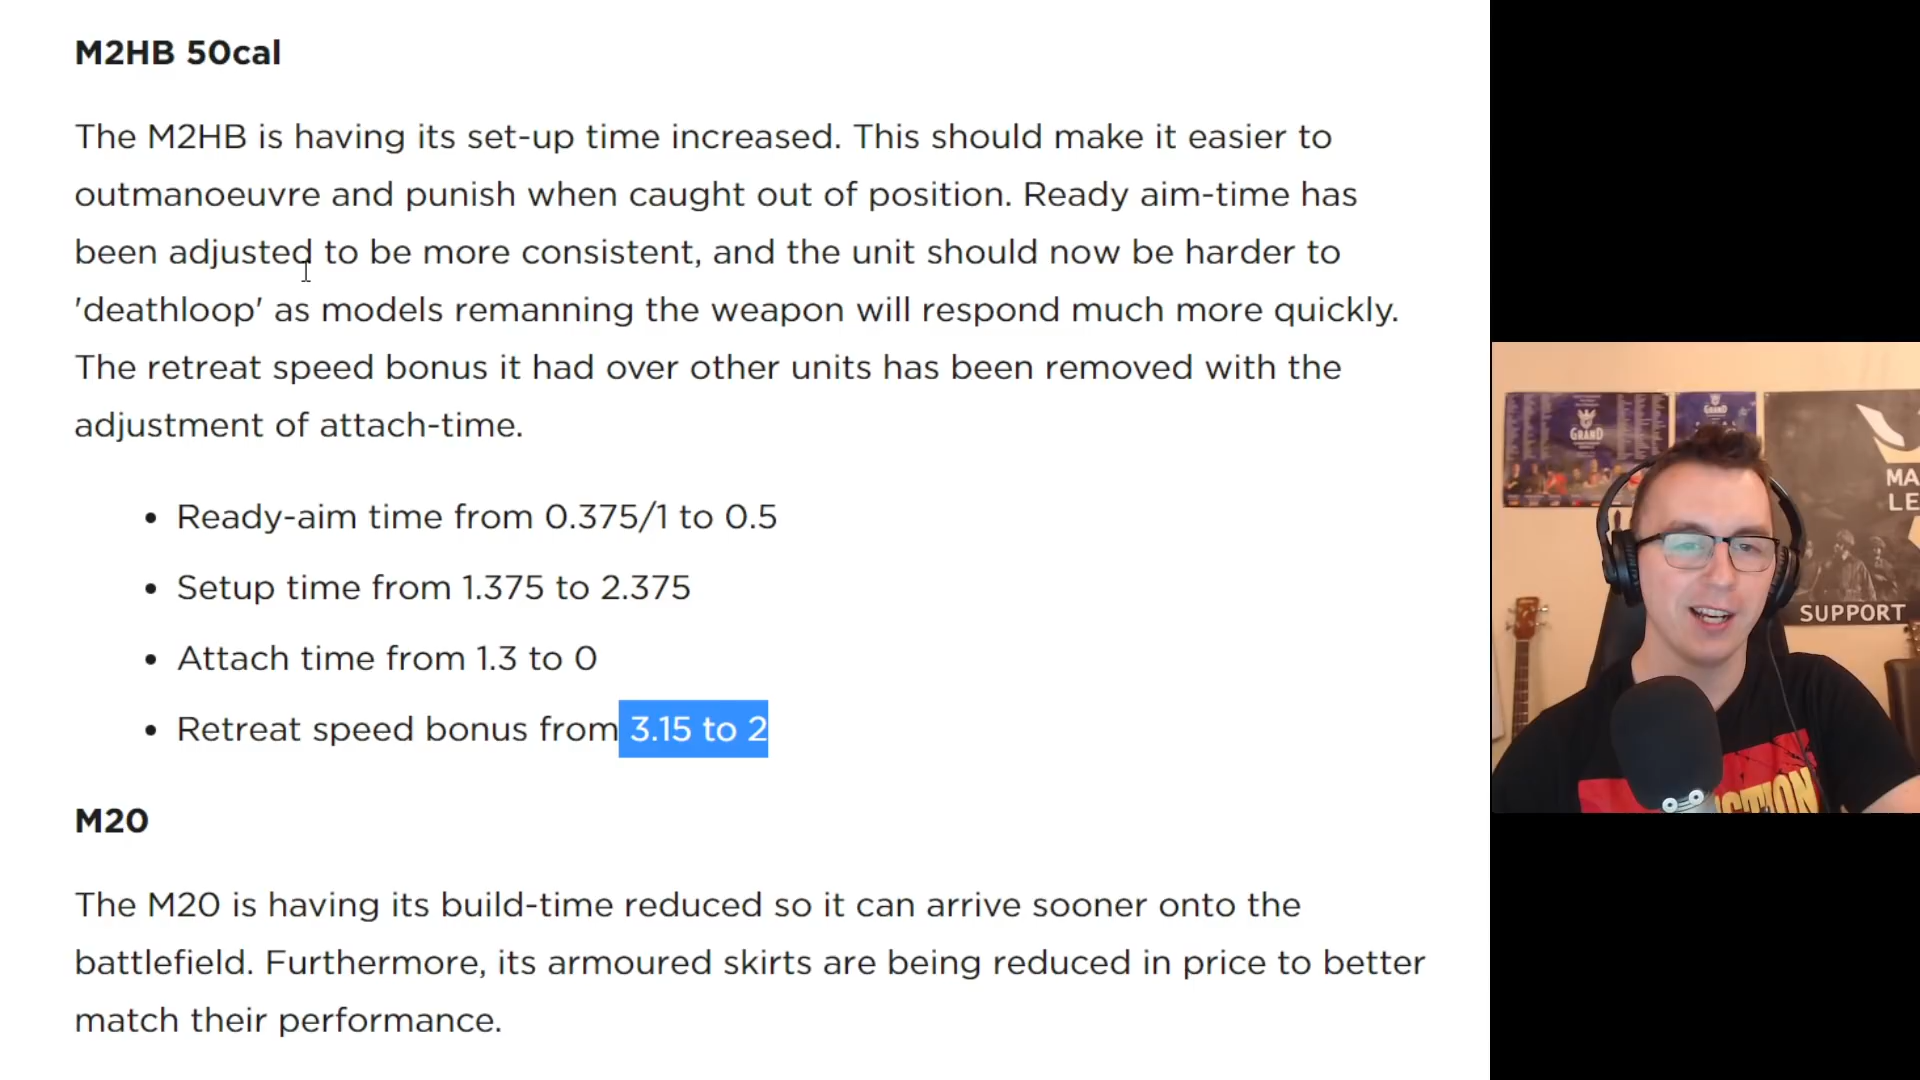 M2HB 50cal
The M2HB is having its set-up time increased. This should make it easier to
outmanoeuvre and punish when caught out of position. Ready aim-time has
been adjusted to be more consistent, and the unit should now be harder to
'deathloop' as models remanning the weapon will respond much more quickly.
The retreat speed bonus it had over other units has been removed with the
adjustment of attach-time.
• Ready-aim time from 0.375/1 to 0.5
• Setup time from 1.375 to 2.375
• Attach time from 1.3 to 0
• Retreat speed bonus from 3.15 to 2
M20
The M20 is having its build-time reduced so it can arrive sooner onto the
battlefield. Furthermore, its armoured skirts are being reduced in price to better
match their performance.
GRAND
GRAND
MA
LE
SUPPORT